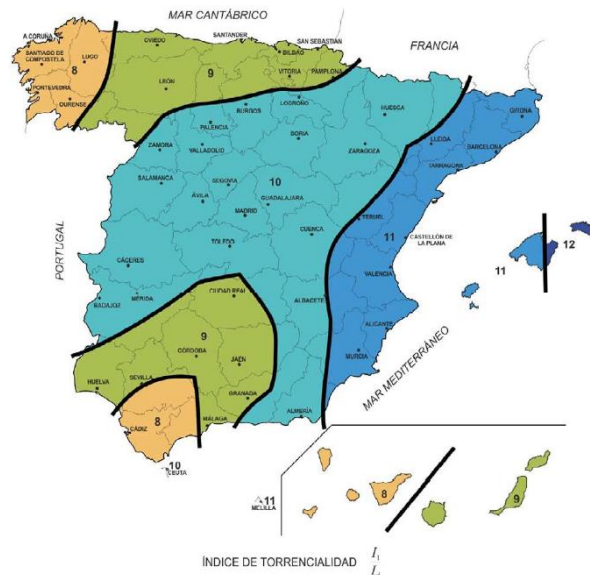 MAR CANTÁBRICO
A CORUÑA
SANTIAGO DE
COMPOSTELA
LUGO
8
PONTEVEDRA
OURENSE
OVIEDO
SANTANDER
SAN SEBASTIÁN
BILBAO
9
VITORIA
PAMPLONA
LEÓN
FRANCIA
LOGROÑO
BURGOS
HUESCA
GIRONA
PALENCIA
ZAMORA
VALLADOLID
SORIA
ZARAGOZA
LLEIDA
BARCELONA
TARRAGONA
SALAMANCA
SEGOVIA
10
ÁVILA
GUADALAJARA
MADRID
TERUEL
CUENCA
11
CASTELLÓN DE
LA PLANA
TOLEDO
PORTUGAL
CÁCERES
VALENCIA
11
12
BADAJOZ
MÉRIDA
CIUDAD REAL
ALBACETE
ALICANTE
MURCIA
MAR MEDITERRÁNEO
9
CÓRDOBA
JAÉN
HUELVA
SEVILLA
GRANADA
8
CÁDIZ
MÁLAGA
ALMERÍA
10
CEUTA
11
MELILLA
8
9
ÍNDICE DE TORRENCIALIDAD